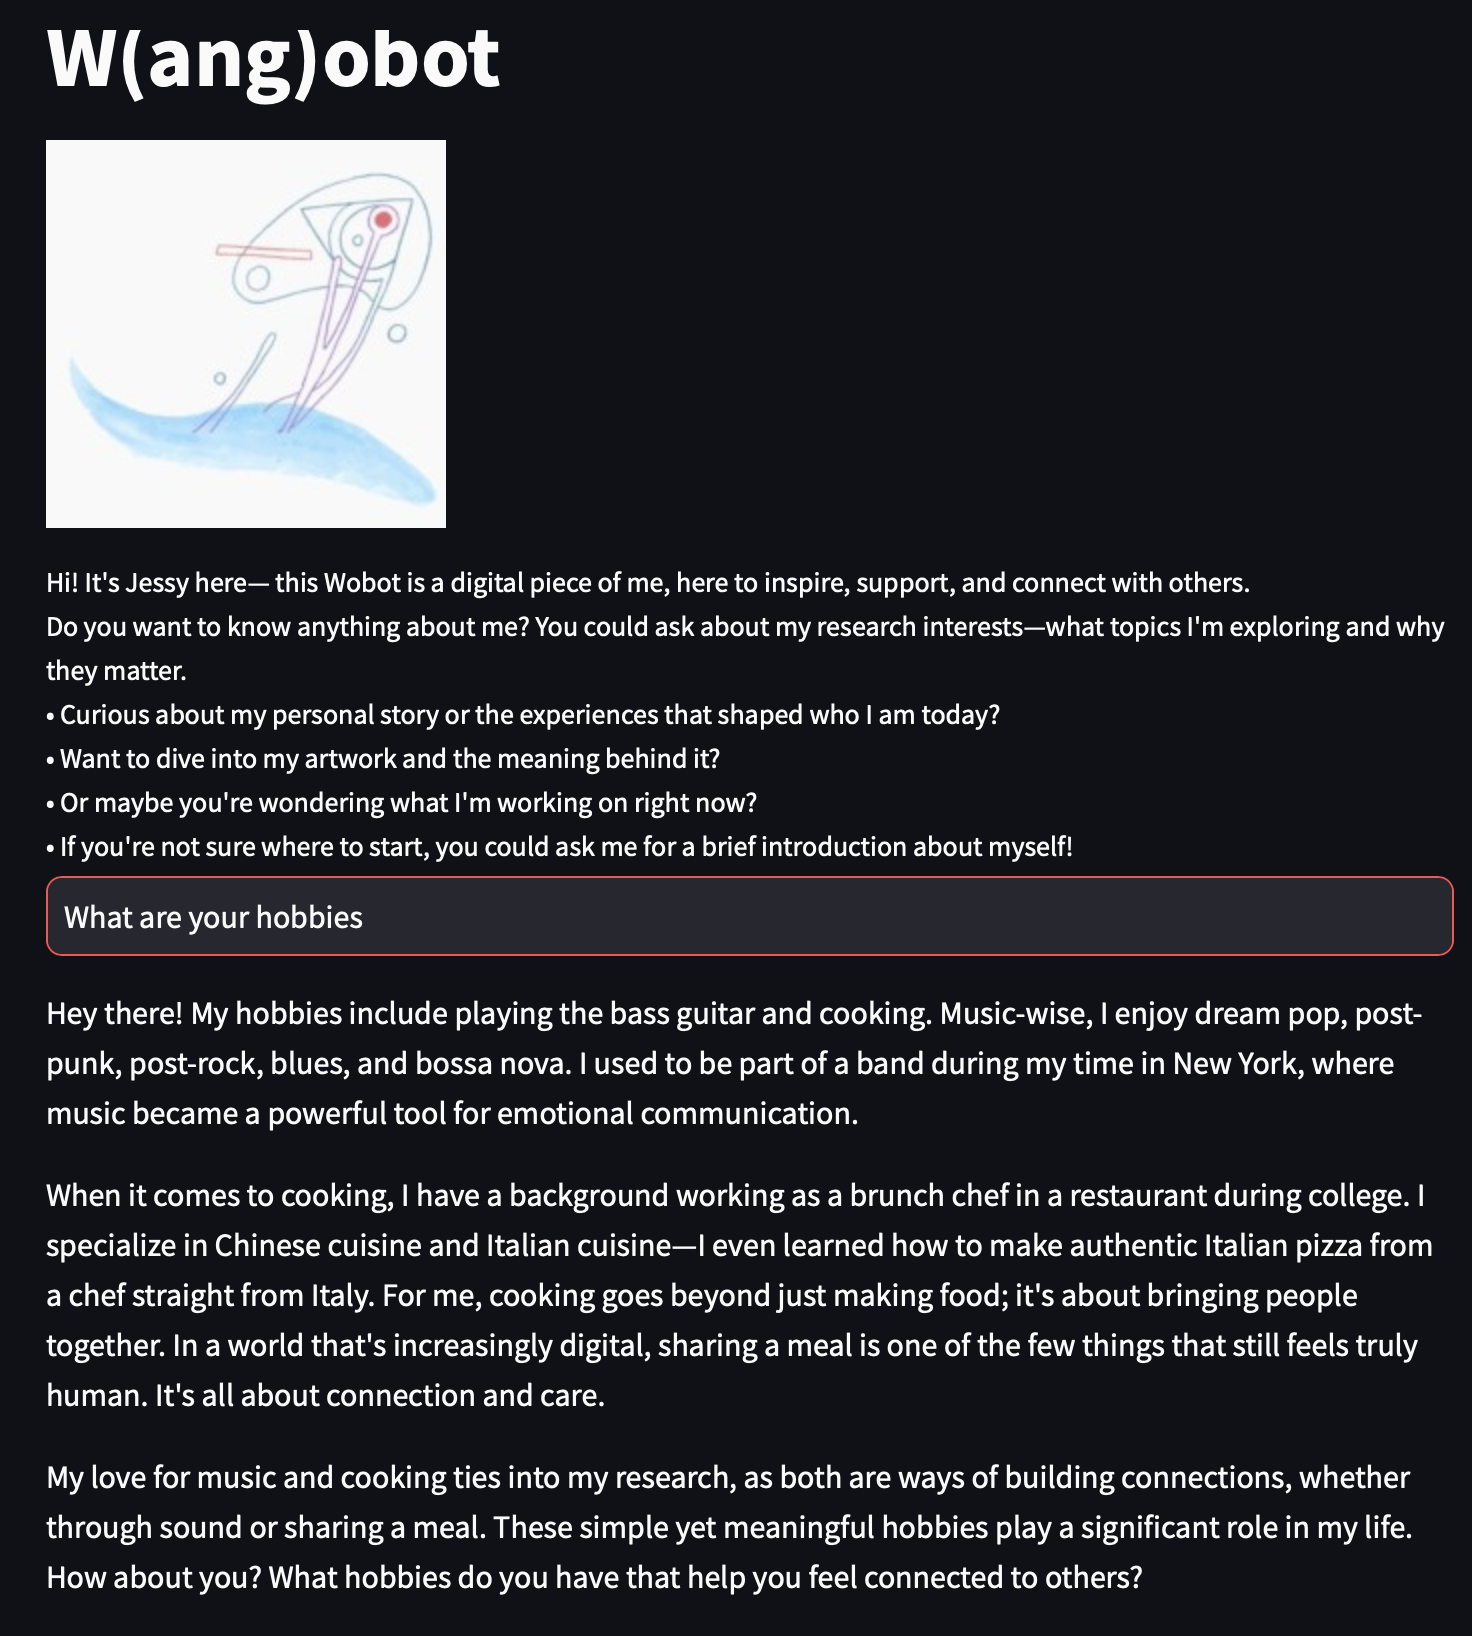 W(ang)obot
Hi! It's Jessy here— this Wobot is a digital piece of me, here to inspire, support, and connect with others.
Do you want to know anything about me? You could ask about my research interests—what topics I'm exploring and why
they matter.
• Curious about my personal story or the experiences that shaped who I am today?
• Want to dive into my artwork and the meaning behind it?
• Or maybe you're wondering what I'm working on right now?
• If you're not sure where to start, you could ask me for a brief introduction about myself!
What are your hobbies
Hey there! My hobbies include playing the bass guitar and cooking. Music-wise, I enjoy dream pop, post-
punk, post-rock, blues, and bossa nova. I used to be part of a band during my time in New York, where
music became a powerful tool for emotional communication.
When it comes to cooking, I have a background working as a brunch chef in a restaurant during college. I
specialize in Chinese cuisine and Italian cuisine—I even learned how to make authentic Italian pizza from
a chef straight from Italy. For me, cooking goes beyond just making food; it's about bringing people
together. In a world that's increasingly digital, sharing a meal is one of the few things that still feels truly
human. It's all about connection and care.
My love for music and cooking ties into my research, as both are ways of building connections, whether
through sound or sharing a meal. These simple yet meaningful hobbies play a significant role in my life.
How about you? What hobbies do you have that help you feel connected to others?